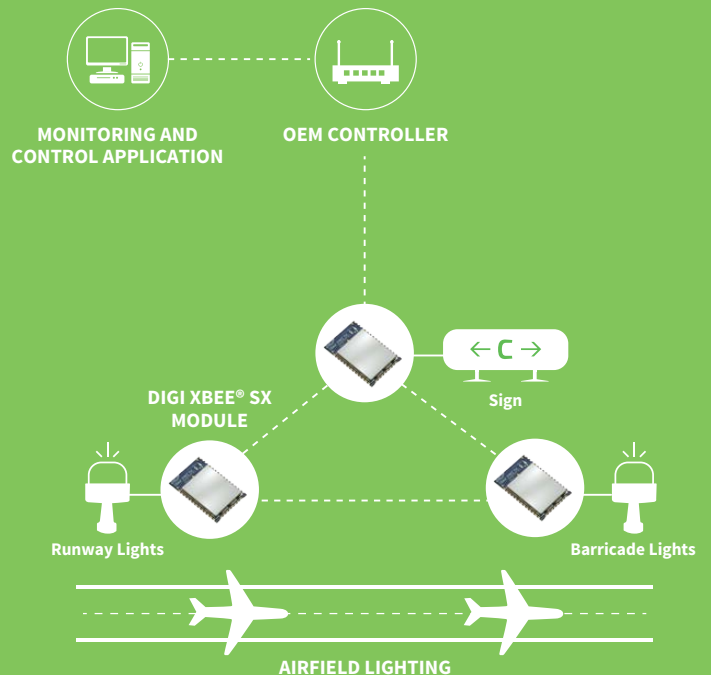 MONITORING AND
CONTROL APPLICATION
OEM CONTROLLER
← C →
Sign
DIGI XBEE® SX
MODULE
Runway Lights
Barricade Lights
AIRFIELD LIGHTING